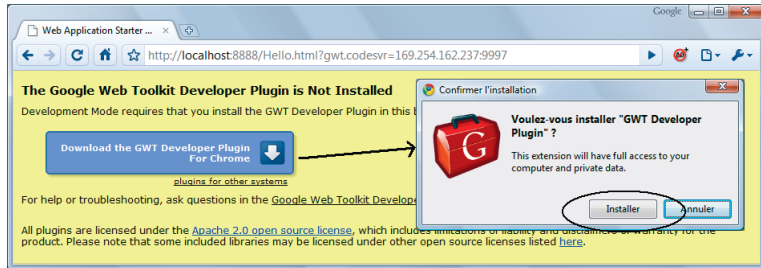 Google
Web Application Starter ...
http://localhost:8888/Hello.html?gwt.codesvr=169.254.162.237:9997
The Google Web Toolkit Developer Plugin is Not Installed
Development Mode requires that you install the GWT Developer Plugin in this
Download the GWT Developer Plugin
For Chrome
plugins for other systems
For help or troubleshooting, ask questions in the Google Web Toolkit
All plugins are licensed under the Apache 2.0 open source license, which includes limitations of liability and disclaimers of warranty for the
product. Please note that some included libraries may be licensed under other open source licenses listed here.
Confirmer l'installation
Voulez-vous installer "GWT Developer
Plugin" ?
This extension will have full access to your
computer and private data.
G
Installer
Annuler